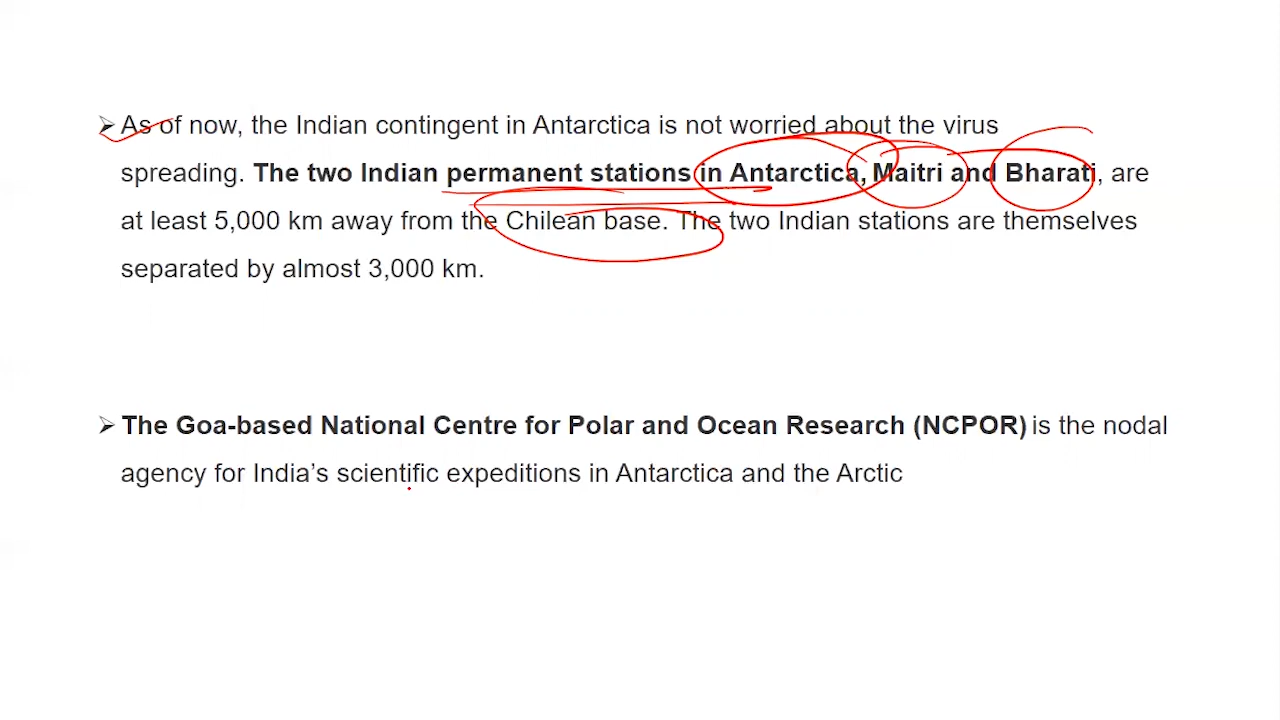 ➢ As of now, the Indian contingent in Antarctica is not worried about the virus
spreading. The two Indian permanent stations in Antarctica, Maitri and Bharati, are
at least 5,000 km away from the Chilean base. The two Indian stations are themselves
separated by almost 3,000 km.
➢ The Goa-based National Centre for Polar and Ocean Research (NCPOR) is the nodal
agency for India’s scientific expeditions in Antarctica and the Arctic